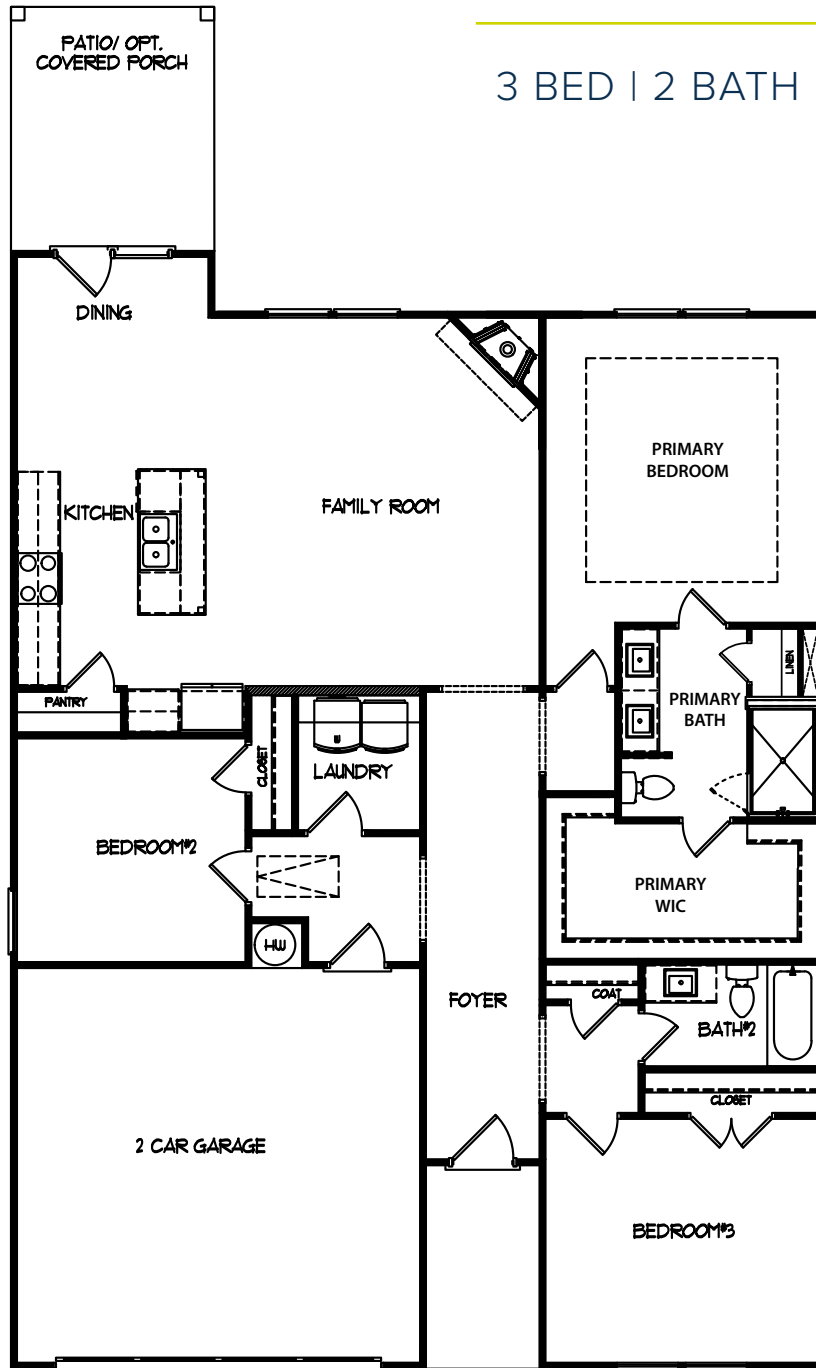 PATIO/ OPT.
COVERED PORCH
3 BED | 2 BATH
DINING
PRIMARY
BEDROOM
KITCHEN
FAMILY ROOM
LINEN
PANTRY
PRIMARY
BATH
CLOSET
W
LAUNDRY
BEDROOM#2
PRIMARY
WIC
HW
FOYER
COAT
BATH#2
CLOSET
2 CAR GARAGE
BEDROOM#3